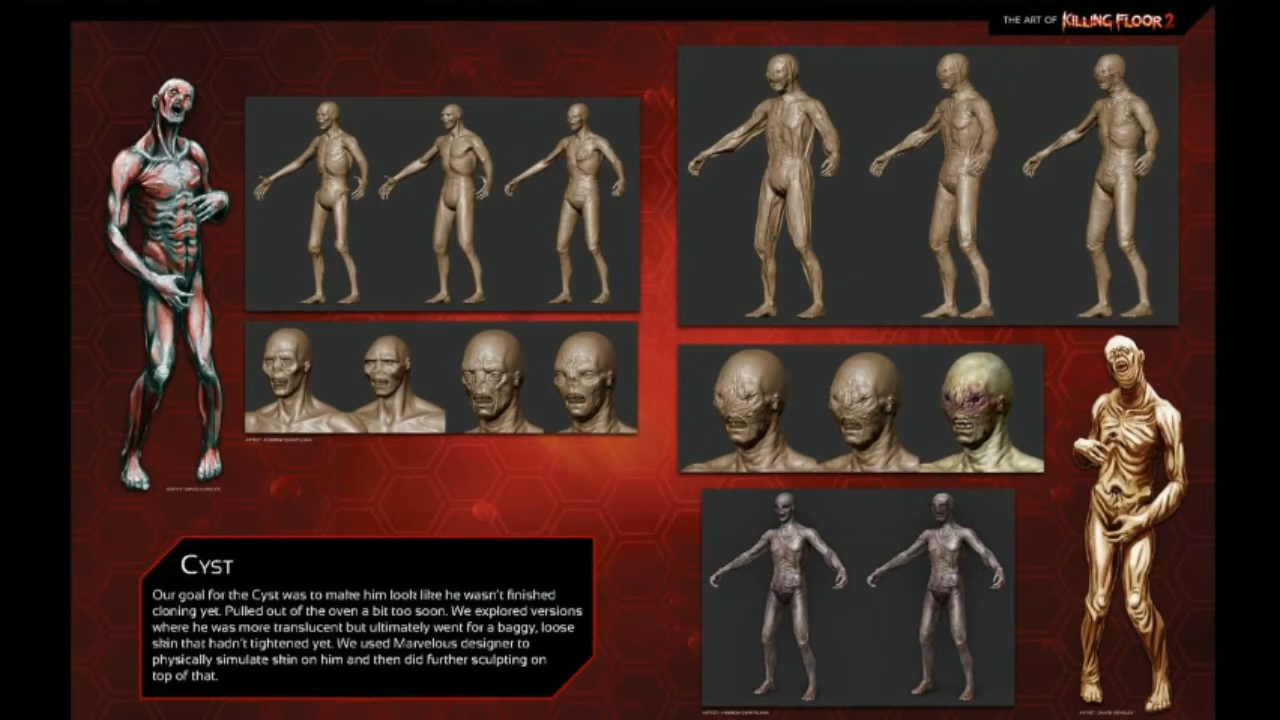 THE ART OF KILLING FLOOR 2
CYST
Our goal for the Cyst was to make him look like he wasn't finished
cloning yet. Pulled out of the oven a bit too soon. We explored versions
where he was more translucent but ultimately went for a baggy, loose
skin that hadn't tightened yet. We used Marvelous designer to
physically simulate skin on him and then did further sculpting on
top of that.